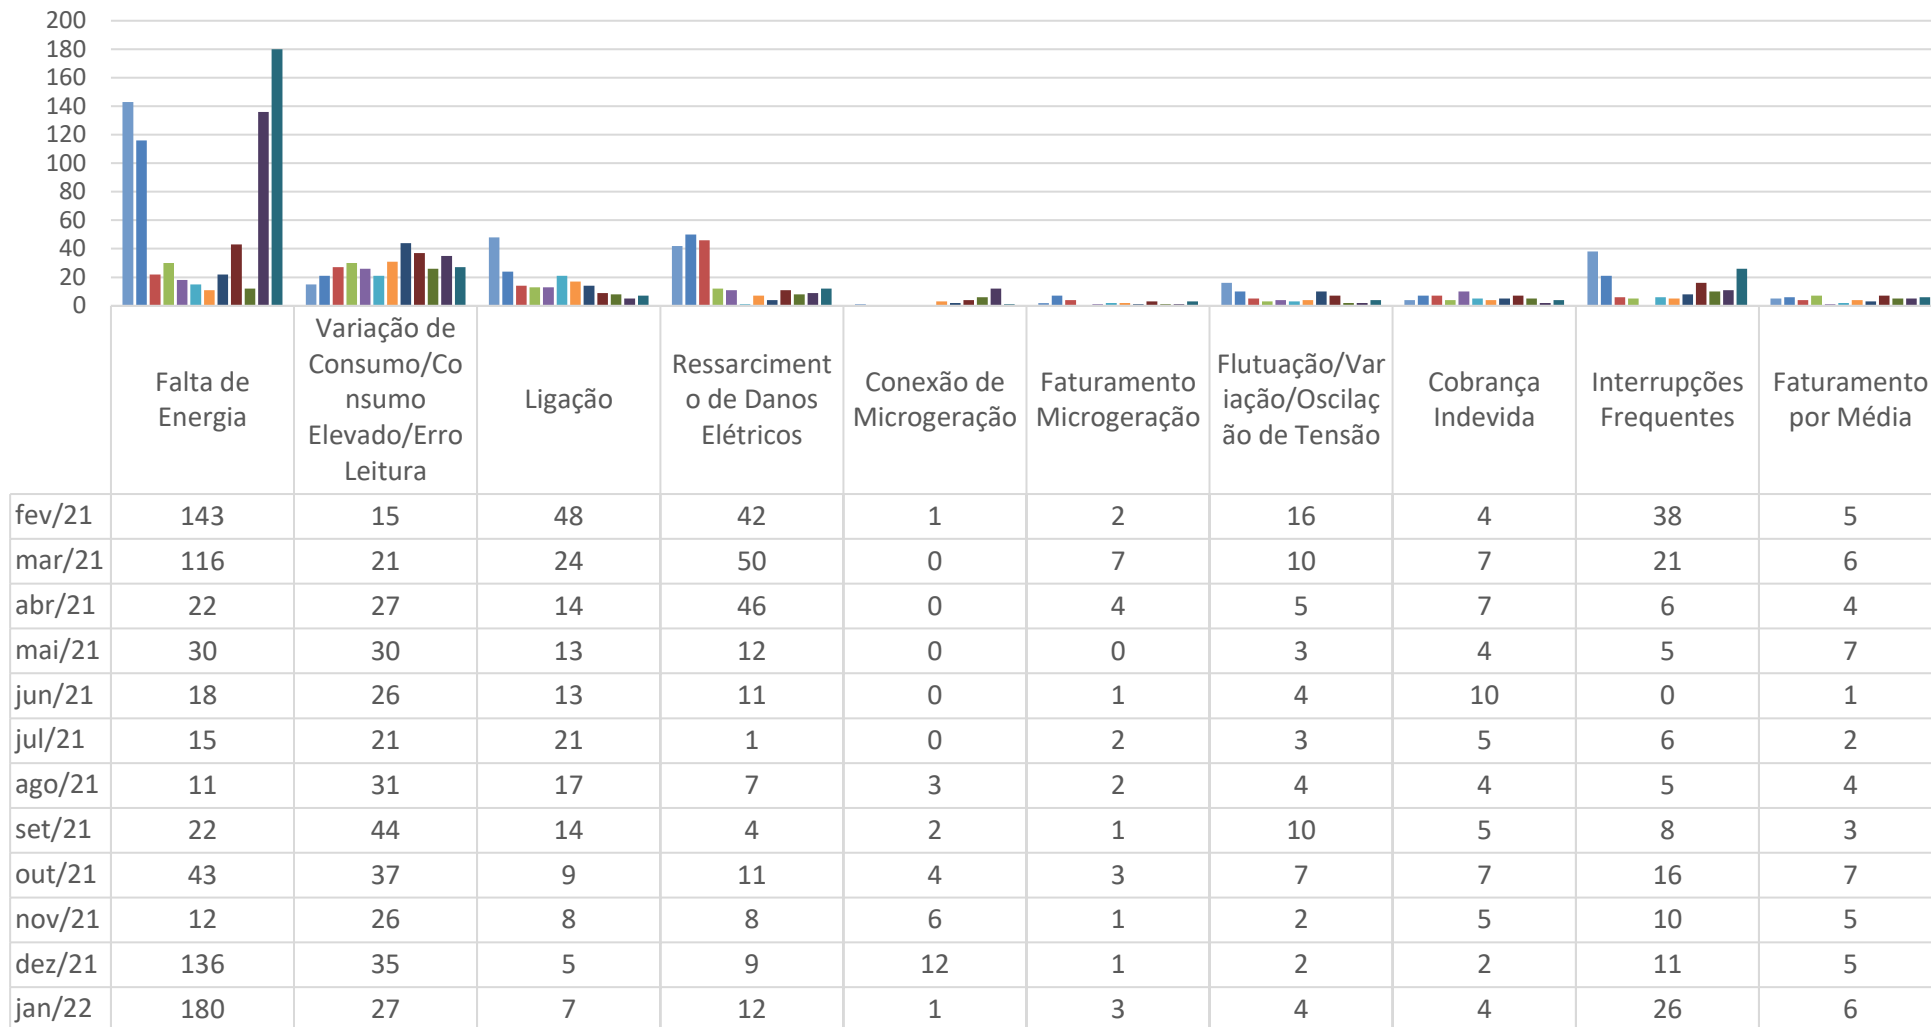 200
180
160
140
120
100
80
60
40
20
0
Falta de
Energia
Variação de
Consumo/Co
nsumo
Elevado/Erro
Leitura
Ligação
Ressarciment
o de Danos
Elétricos
Conexão de
Microgeração
Faturamento
Microgeração
Flutuação/Var
iação/Oscilaç
ão de Tensão
Cobrança
Indevida
Interrupções
Frequentes
Faturamento
por Média
fev/21 143 15 48 42 1 2 16 4 38 5
mar/21 116 21 24 50 0 7 10 7 21 6
abr/21 22 27 14 46 0 4 5 7 6 4
mai/21 30 30 13 12 0 0 3 4 5 7
jun/21 18 26 13 11 0 1 4 10 0 1
jul/21 15 21 21 1 0 2 3 5 6 2
ago/21 11 31 17 7 3 2 4 4 5 4
set/21 22 44 14 4 2 1 10 5 8 3
out/21 43 37 9 11 4 3 7 7 16 7
nov/21 12 26 8 8 6 1 2 5 10 5
dez/21 136 35 5 9 12 1 2 2 11 5
jan/22 180 27 7 12 1 3 4 4 26 6